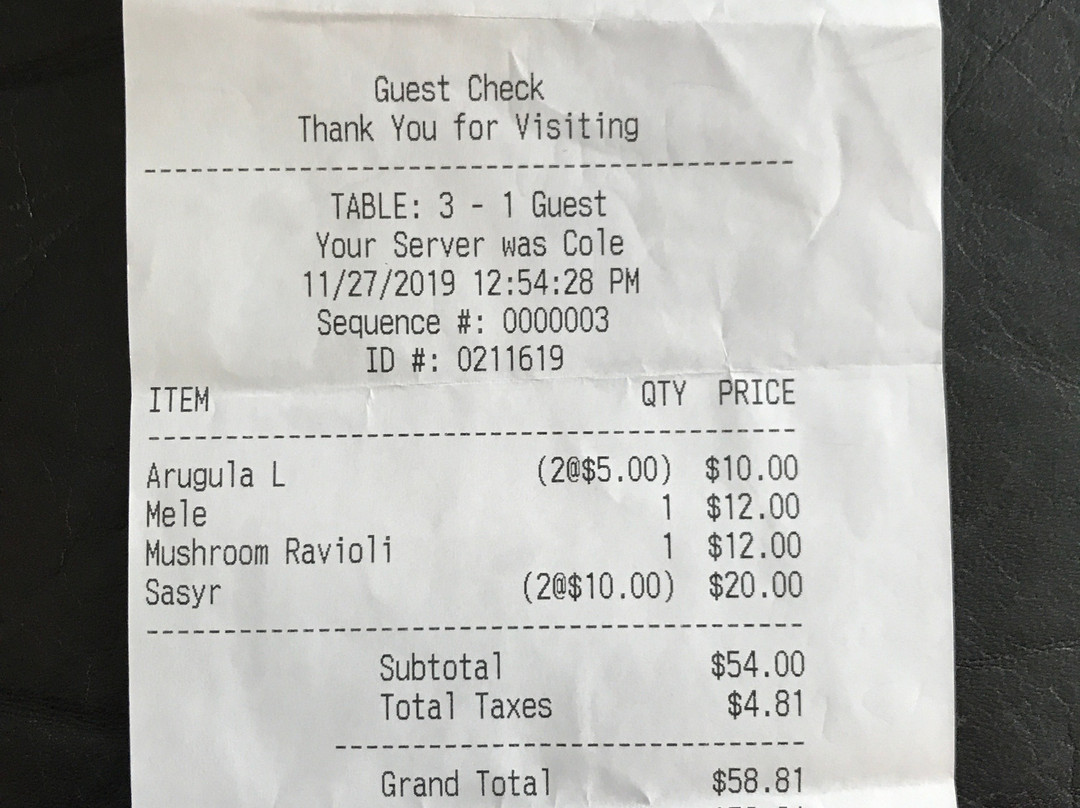 Guest Check
Thank You for Visiting
TABLE: 3 - 1 Guest
Your Server was Cole
11/27/2019 12:54:28 PM
Sequence #: 0000003
ID #: 0211619
ITEM QTY PRICE
Arugula L (2@$5.00) $10.00
Mele 1 $12.00
Mushroom Ravioli 1 $12.00
Sasyr (2@$10.00) $20.00
Subtotal $54.00
Total Taxes $4.81
Grand Total $58.81